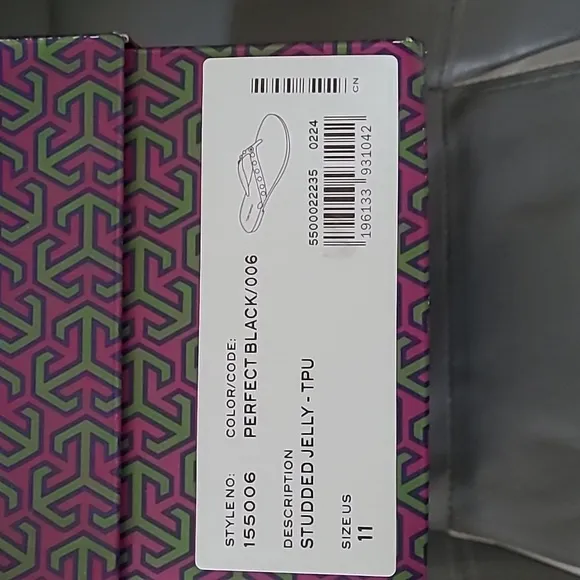 STYLE NO:
155006
COLOR/CODE:
PERFECT BLACK/006
DESCRIPTION
STUDDED JELLY - TPU
SIZE US
11
5500022235 0224
196133 931042
CN